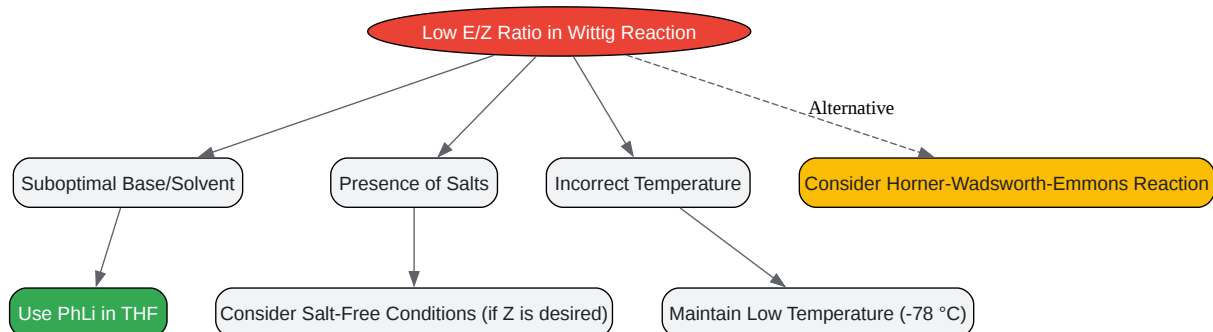 Low E/Z Ratio in Wittig Reaction
Alternative
Suboptimal Base/Solvent
Presence of Salts
Incorrect Temperature
Consider Horner-Wadsworth-Emmons Reaction
Use PhLi in THF
Consider Salt-Free Conditions (if Z is desired)
Maintain Low Temperature (-78 °C)